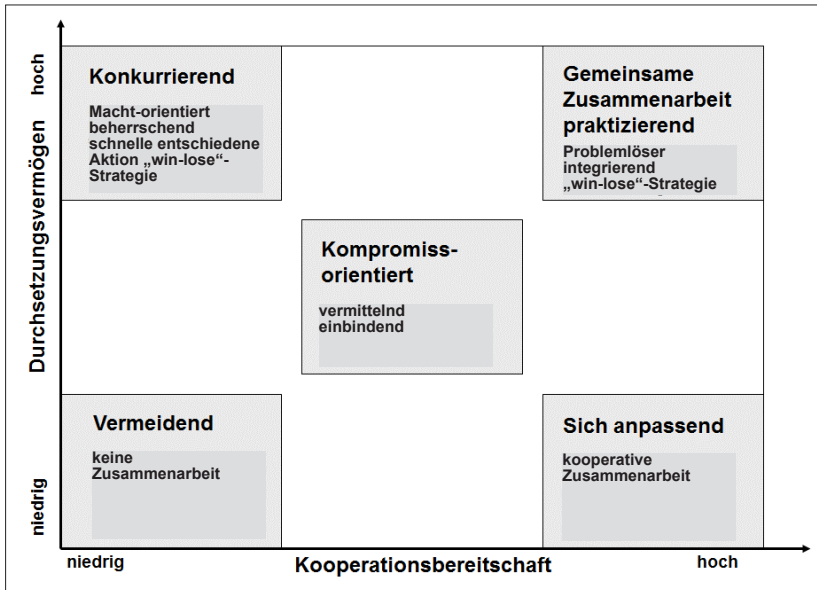 hoch
Durchsetzungsvermögen
niedrig
Konkurrierend
Macht-orientiert
beherrschend
schnelle entschiedene
Aktion „win-lose“-
Strategie
Gemeinsame
Zusammenarbeit
praktizierend
Problemlöser
integrierend
„win-lose“-Strategie
Kompromiss-
orientiert
vermittelnd
einbindend
Vermeidend
keine
Zusammenarbeit
Sich anpassend
kooperative
Zusammenarbeit
niedrig
Kooperationsbereitschaft
hoch